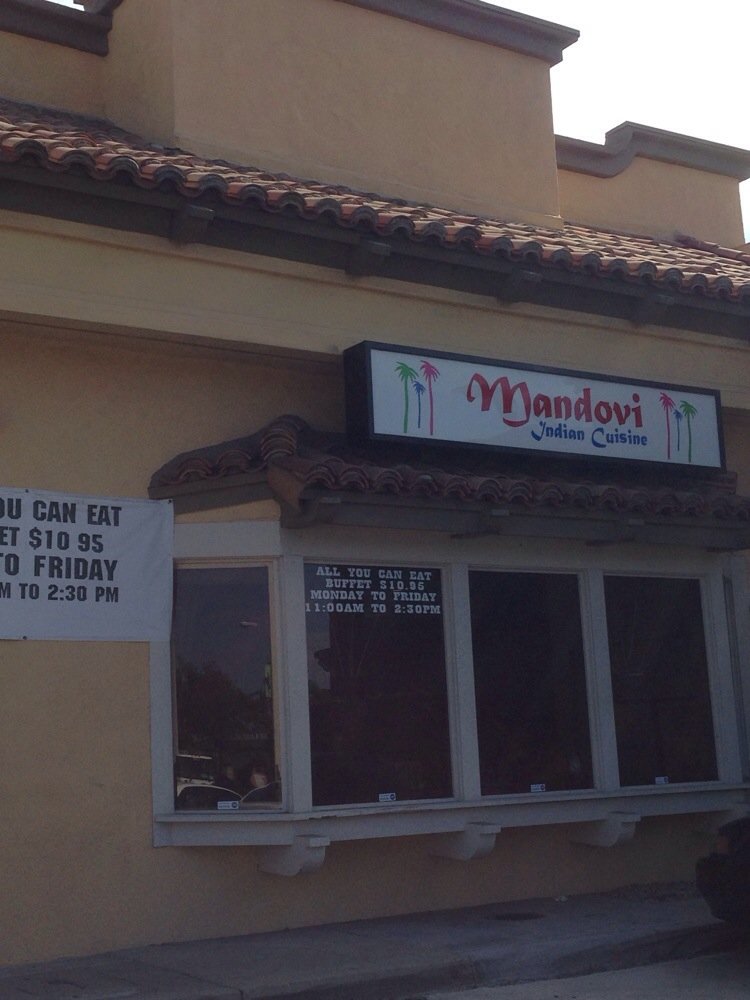 Mandovi
Indian Cuisine
OU CAN EAT
ET $10 95
TO FRIDAY
M TO 2:30 PM
ALL YOU CAN EAT
BUFFET $10.95
MONDAY TO FRIDAY
11:00AM TO 2:30PM